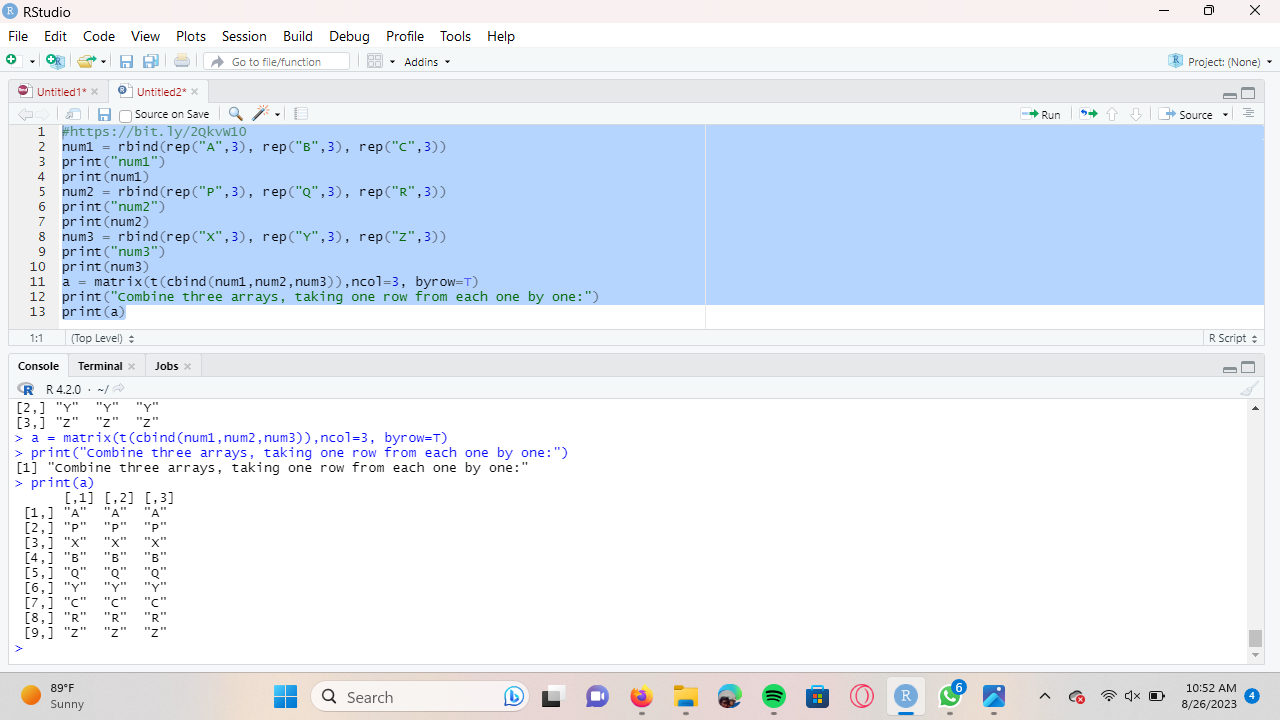 RStudio
File Edit Code View Plots Session Build Debug Profile Tools Help
Go to file/function Addins Project: (None)
Untitled1* Untitled2*
Source on Save Run Source
1 #https://bit.ly/2QkvW1O
2 num1 = rbind(rep("A",3), rep("B",3), rep("C",3))
3 print("num1")
4 print(num1)
5 num2 = rbind(rep("P",3), rep("Q",3), rep("R",3))
6 print("num2")
7 print(num2)
8 num3 = rbind(rep("X",3), rep("Y",3), rep("Z",3))
9 print("num3")
10 print(num3)
11 a = matrix(t(cbind(num1,num2,num3)),ncol=3, byrow=T)
12 print("Combine three arrays, taking one row from each one by one:")
13 print(a)
1:1 (Top Level) R Script
Console Terminal Jobs
R R 4.2.0 · ~/
[2,] "Y" "Y" "Y"
[3,] "Z" "Z" "Z"
> a = matrix(t(cbind(num1,num2,num3)),ncol=3, byrow=T)
> print("Combine three arrays, taking one row from each one by one:")
[1] "Combine three arrays, taking one row from each one by one:"
> print(a)
[,1] [,2] [,3]
[1,] "A" "A" "A"
[2,] "P" "P" "P"
[3,] "X" "X" "X"
[4,] "B" "B" "B"
[5,] "Q" "Q" "Q"
[6,] "Y" "Y" "Y"
[7,] "C" "C" "C"
[8,] "R" "R" "R"
[9,] "Z" "Z" "Z"
>
89°F
Sunny
Search
R
6
10:52 AM
8/26/2023
4